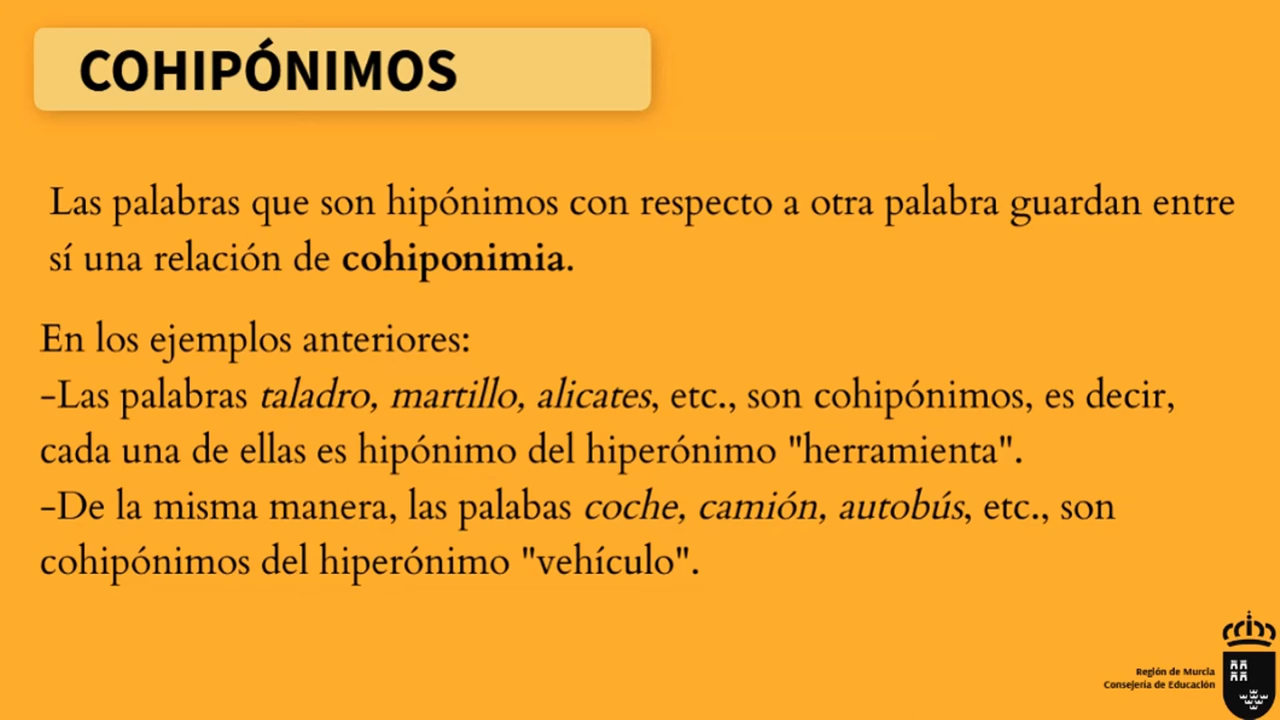 COHIPÓNIMOS
Las palabras que son hipónimos con respecto a otra palabra guardan entre
sí una relación de cohiponimia.
En los ejemplos anteriores:
-Las palabras taladro, martillo, alicates, etc., son cohipónimos, es decir,
cada una de ellas es hipónimo del hiperónimo "herramienta".
-De la misma manera, las palabas coche, camión, autobús, etc., son
cohipónimos del hiperónimo "vehículo".
Región de Murcia
Consejería de Educación